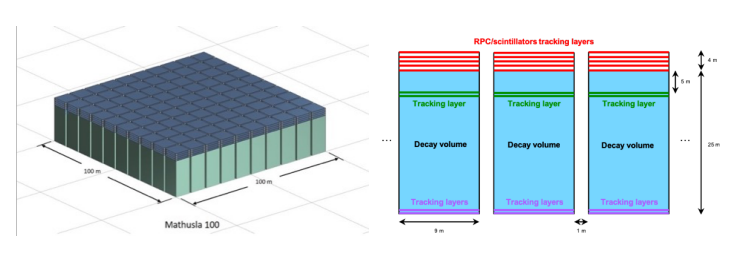 100 m
100 m
Mathusla 100
RPC/scintillators tracking layers
4 m
5 m
Tracking layer
Tracking layer
Tracking layer
...
Decay volume
Decay volume
Decay volume
...
25 m
Tracking layers
Tracking layers
Tracking layers
9 m
1 m